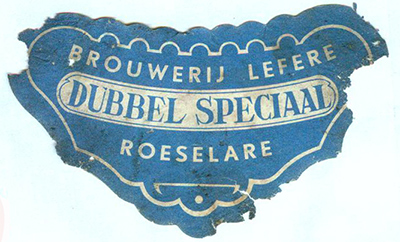 BROUWERIJ LEFERE
DUBBEL SPECIAAL
ROESELARE